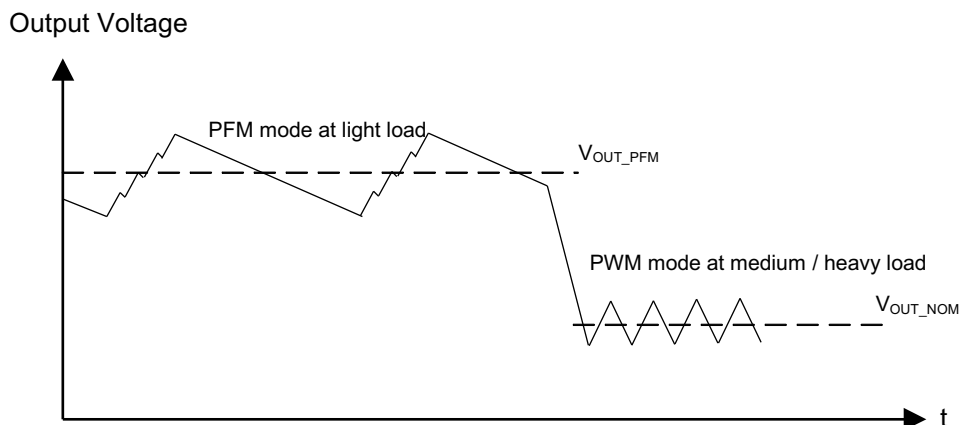 Output Voltage
PFM mode at light load
VOUT_PFM
PWM mode at medium / heavy load
VOUT_NOM
t